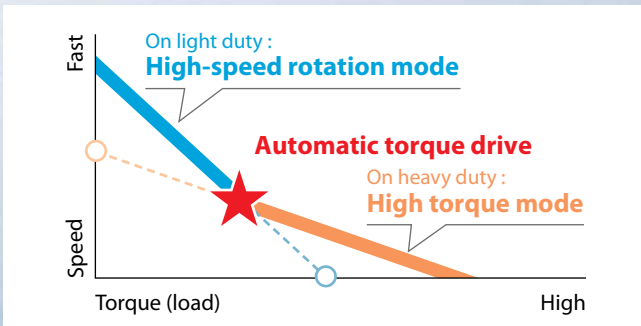 Fast
On light duty :
High-speed rotation mode
Automatic torque drive
On heavy duty :
High torque mode
Speed
Torque (load)
High